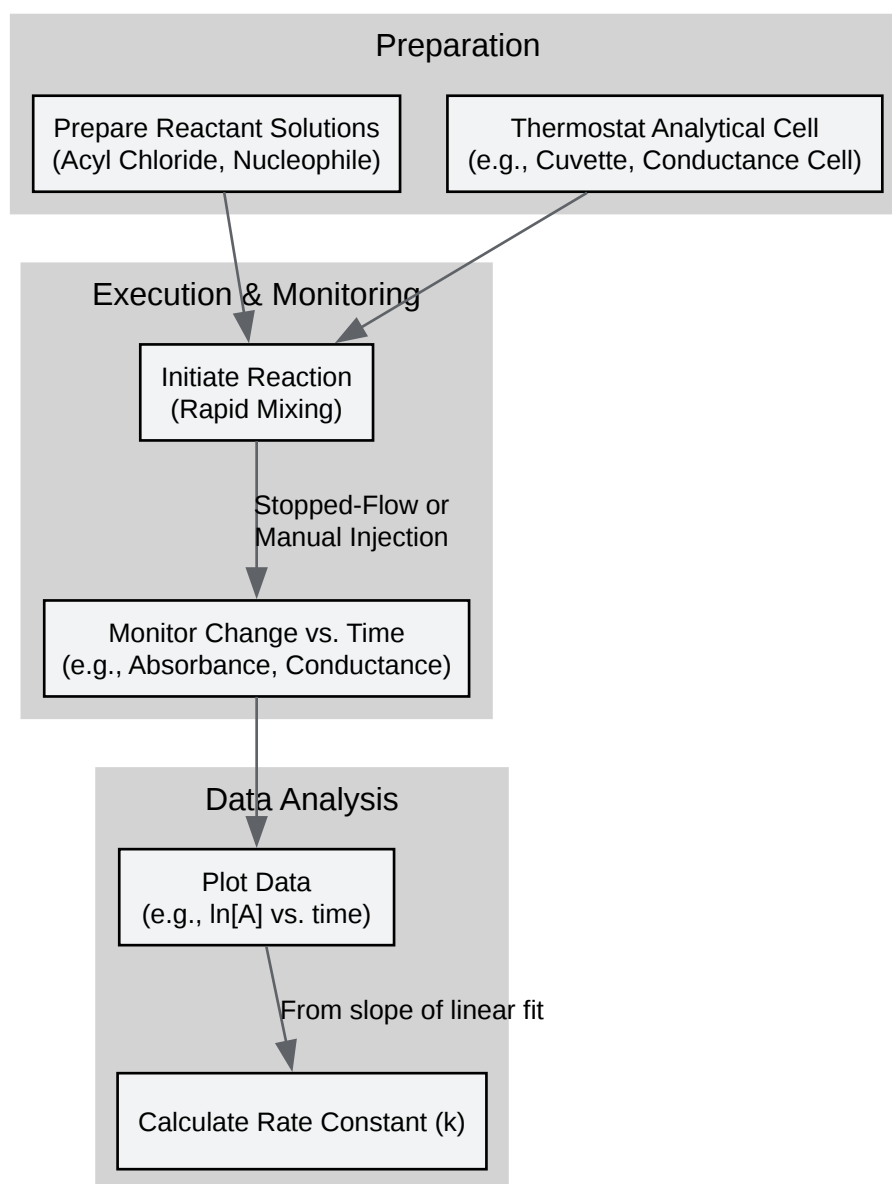 Preparation
Prepare Reactant Solutions
(Acyl Chloride, Nucleophile)
Thermostat Analytical Cell
(e.g., Cuvette, Conductance Cell)
Execution & Monitoring
Initiate Reaction
(Rapid Mixing)
Stopped-Flow or
Manual Injection
Monitor Change vs. Time
(e.g., Absorbance, Conductance)
Data Analysis
Plot Data
(e.g., ln[A] vs. time)
From slope of linear fit
Calculate Rate Constant (k)